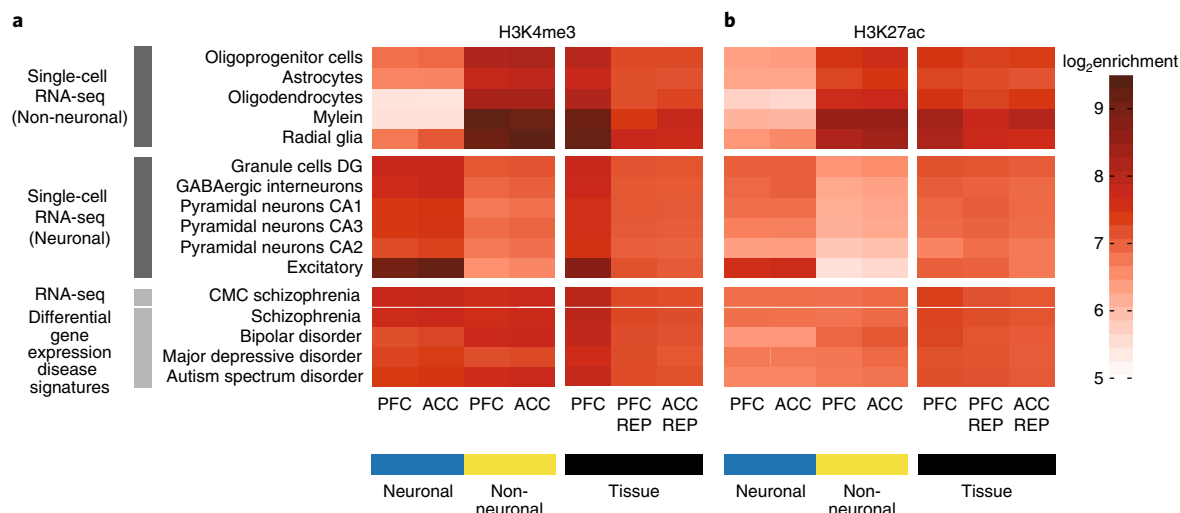 a
b
H3K4me3
H3K27ac
log2enrichment
Single-cell
RNA-seq
(Non-neuronal)
Oligoprogenitor cells
Astrocytes
Oligodendrocytes
Mylein
Radial glia
Single-cell
RNA-seq
(Neuronal)
Granule cells DG
GABAergic interneurons
Pyramidal neurons CA1
Pyramidal neurons CA3
Pyramidal neurons CA2
Excitatory
RNA-seq
Differential
gene
expression
disease
signatures
CMC schizophrenia
Schizophrenia
Bipolar disorder
Major depressive disorder
Autism spectrum disorder
9
8
7
6
5
PFC ACC PFC ACC PFC PFC REP ACC REP
Neuronal
Non-
neuronal
Tissue
PFC ACC PFC ACC PFC PFC REP ACC REP
Neuronal
Non-
neuronal
Tissue